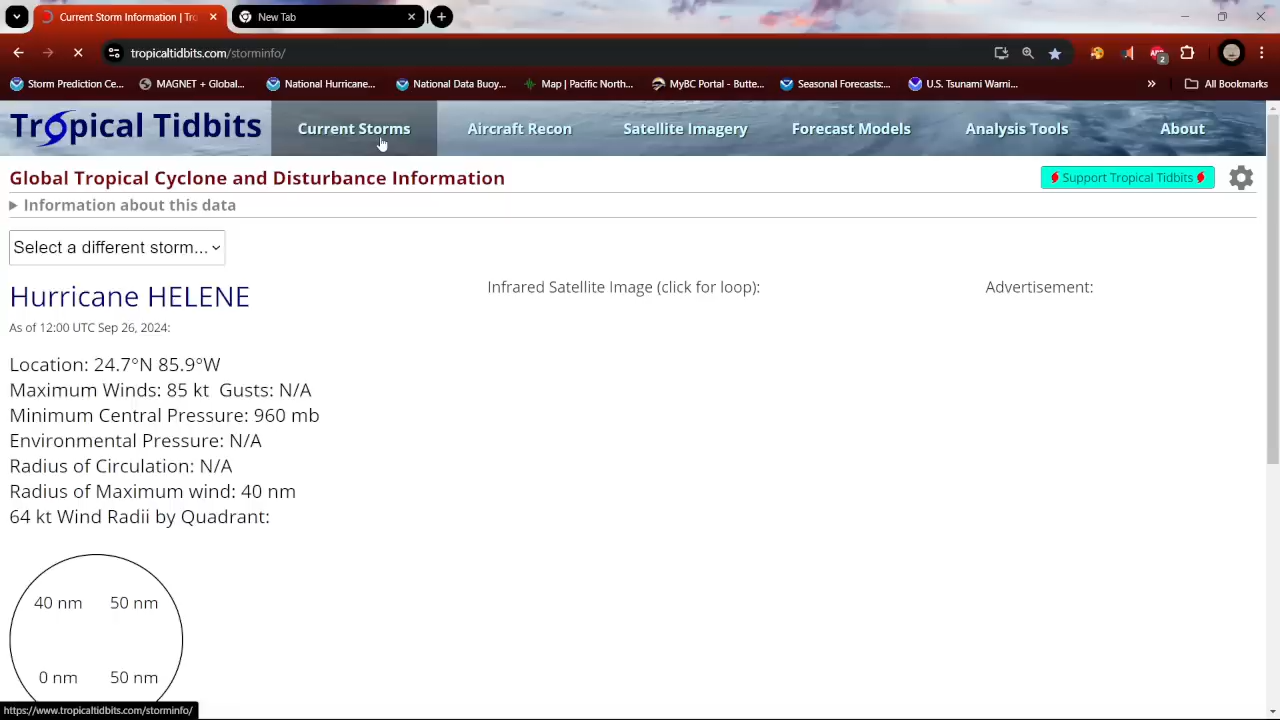 Current Storm Information | Tro
New Tab
tropicaltidbits.com/storminfo/
Storm Prediction Ce...
MAGNET + Global...
National Hurricane...
National Data Buoy...
Map | Pacific North...
MyBC Portal - Butte...
Seasonal Forecasts:...
U.S. Tsunami Warni...
All Bookmarks
Tropical Tidbits
Current Storms
Aircraft Recon
Satellite Imagery
Forecast Models
Analysis Tools
About
Global Tropical Cyclone and Disturbance Information
Support Tropical Tidbits
Information about this data
Select a different storm...
Hurricane HELENE
Infrared Satellite Image (click for loop):
Advertisement:
As of 12:00 UTC Sep 26, 2024:
Location: 24.7°N 85.9°W
Maximum Winds: 85 kt Gusts: N/A
Minimum Central Pressure: 960 mb
Environmental Pressure: N/A
Radius of Circulation: N/A
Radius of Maximum wind: 40 nm
64 kt Wind Radii by Quadrant:
40 nm 50 nm
0 nm 50 nm
https://www.tropicaltidbits.com/storminfo/